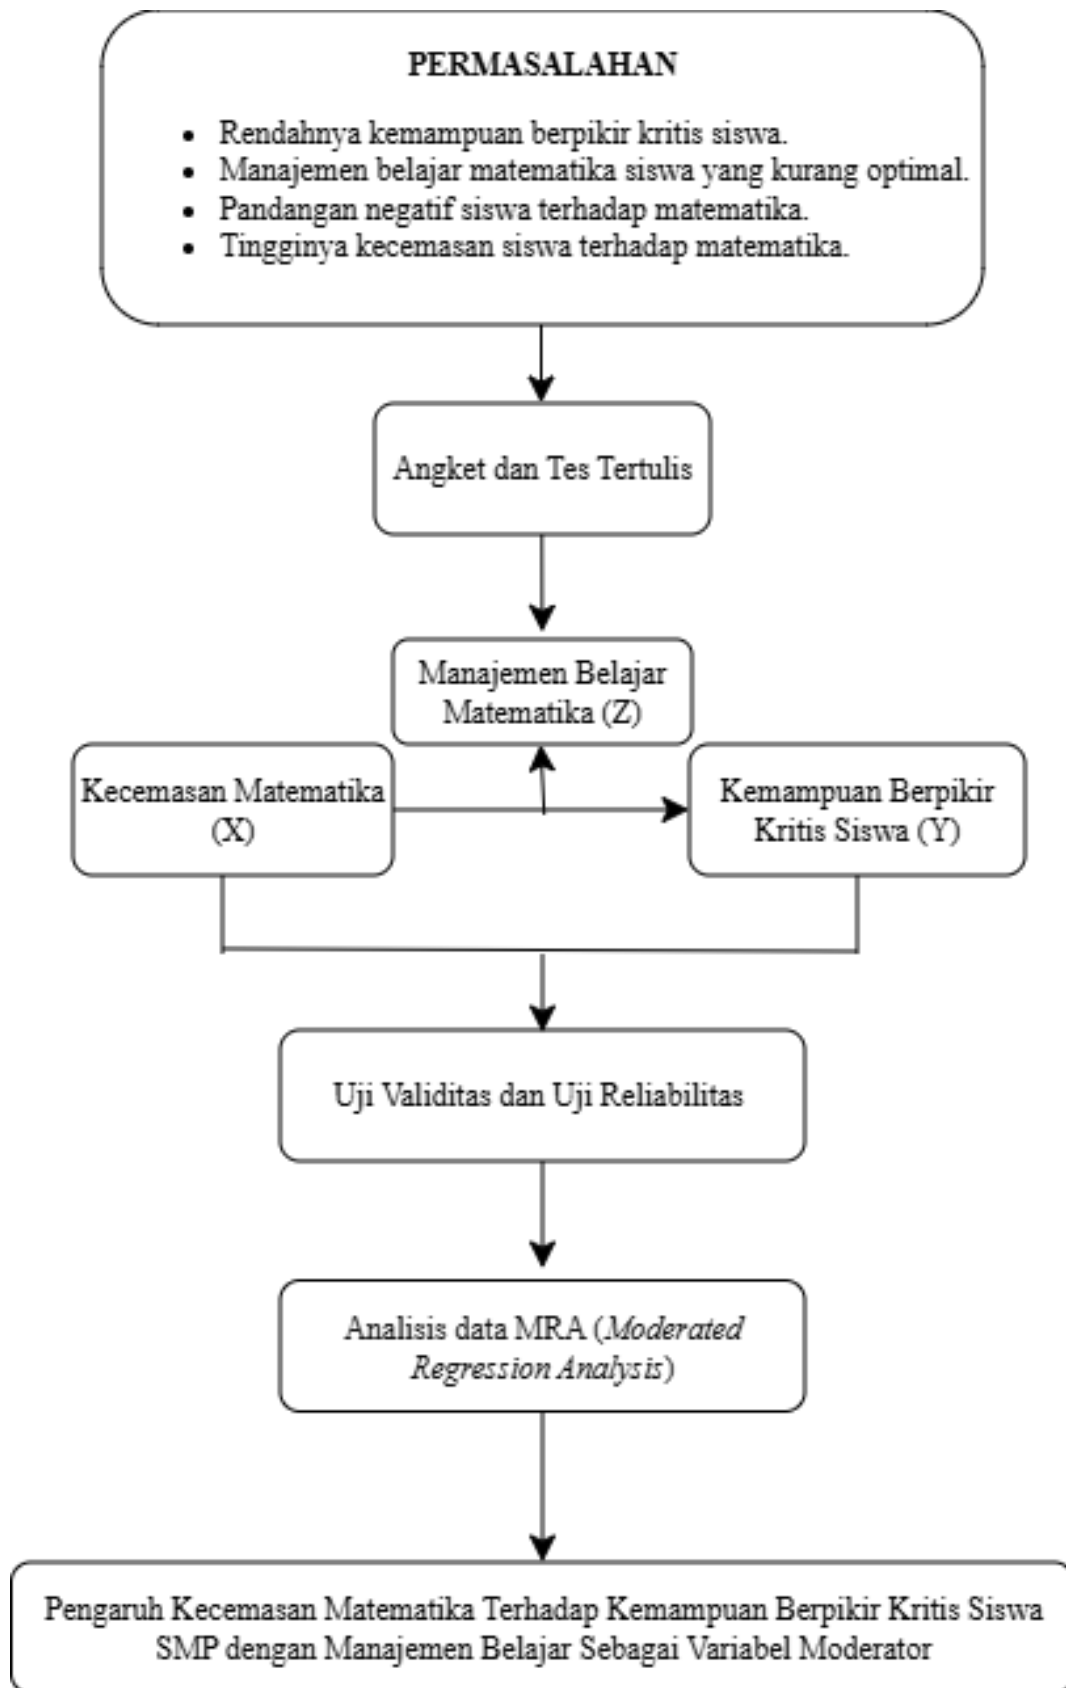 PERMASALAHAN
• Rendahnya kemampuan berpikir kritis siswa.
• Manajemen belajar matematika siswa yang kurang optimal.
• Pandangan negatif siswa terhadap matematika.
• Tingginya kecemasan siswa terhadap matematika.
Angket dan Tes Tertulis
Manajemen Belajar
Matematika (Z)
Kecemasan Matematika
(X)
Kemampuan Berpikir
Kritis Siswa (Y)
Uji Validitas dan Uji Reliabilitas
Analisis data MRA (Moderated
Regression Analysis)
Pengaruh Kecemasan Matematika Terhadap Kemampuan Berpikir Kritis Siswa
SMP dengan Manajemen Belajar Sebagai Variabel Moderator